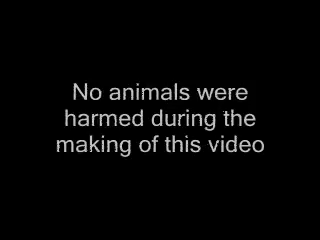 No animals were
harmed during the
making of this video